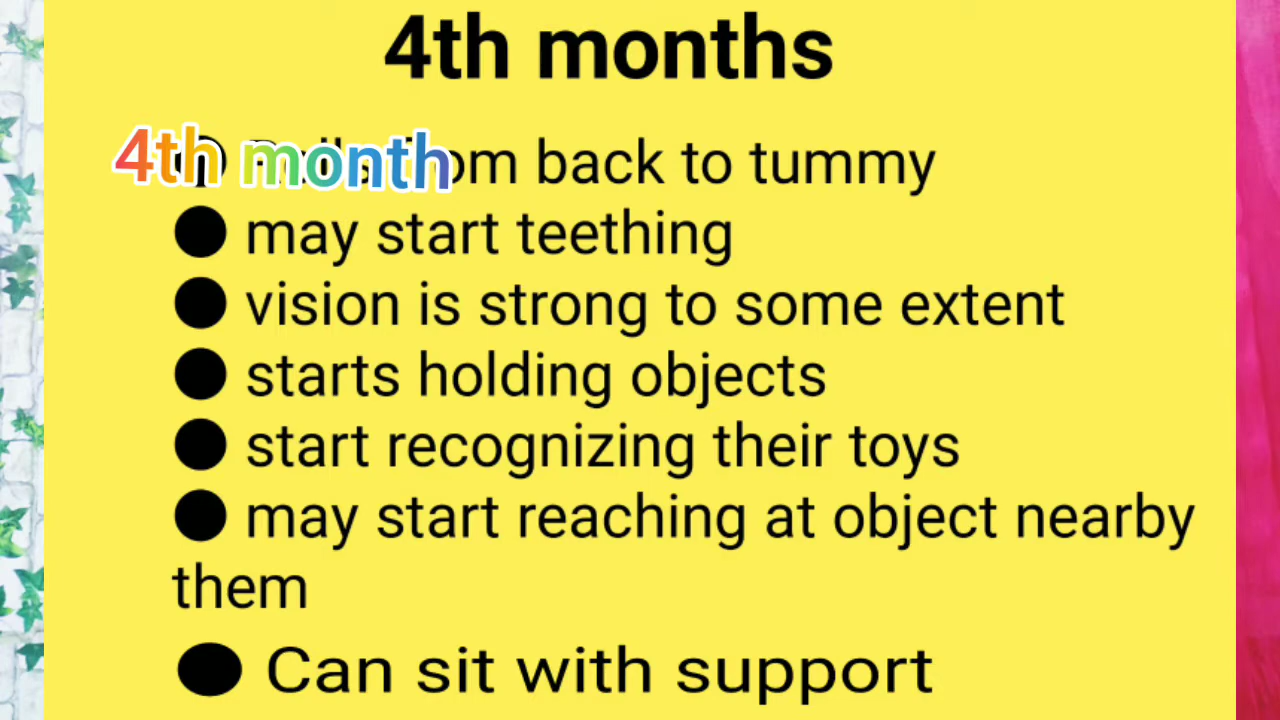 4th months
4th month
from back to tummy
● may start teething
● vision is strong to some extent
● starts holding objects
● start recognizing their toys
● may start reaching at object nearby
them
● Can sit with support